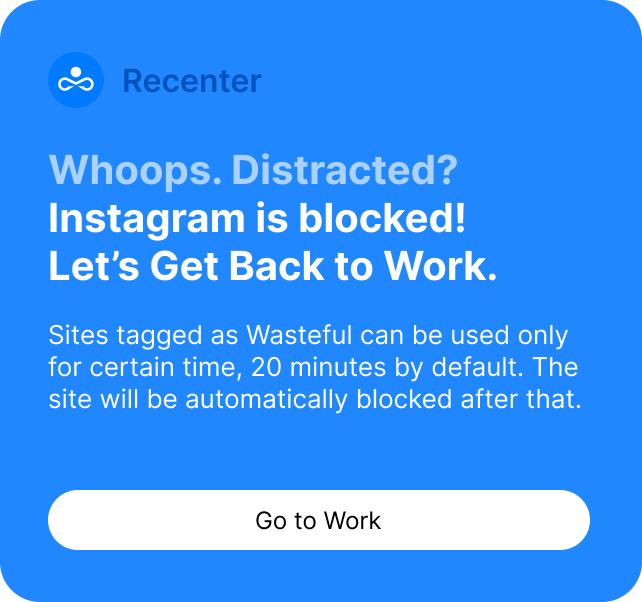 Recenter
Whoops. Distracted?
Instagram is blocked!
Let’s Get Back to Work.
Sites tagged as Wasteful can be used only
for certain time, 20 minutes by default. The
site will be automatically blocked after that.
Go to Work